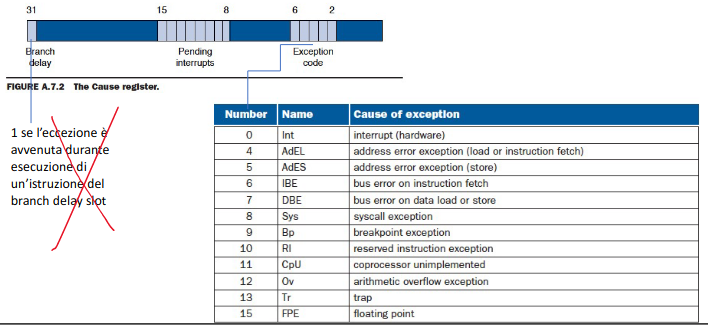 31 15 8 6 2
Branch delay
Pending interrupts
Exception code
FIGURE A.7.2 The Cause register.
1 se l'eccezione è
avvenuta durante
esecuzione di
un'istruzione del
branch delay slot
Number Name Cause of exception
0 Int interrupt (hardware)
4 AdEL address error exception (load or instruction fetch)
5 AdES address error exception (store)
6 IBE bus error on instruction fetch
7 DBE bus error on data load or store
8 Sys syscall exception
9 Bp breakpoint exception
10 RI reserved instruction exception
11 CpU coprocessor unimplemented
12 Ov arithmetic overflow exception
13 Tr trap
15 FPE floating point